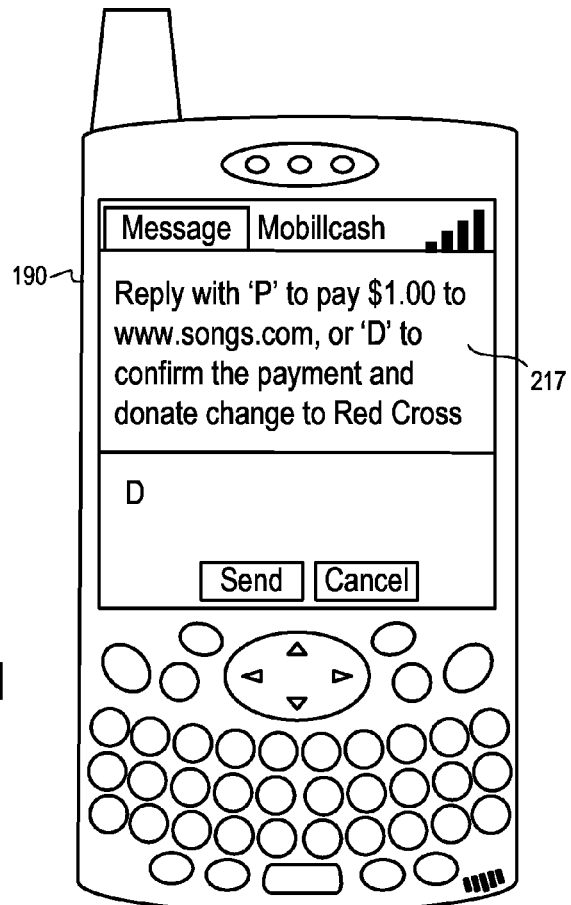 Message Mobillcash
190
Reply with ‘P’ to pay $1.00 to
www.songs.com, or ‘D’ to
confirm the payment and
donate change to Red Cross
217
D
Send Cancel